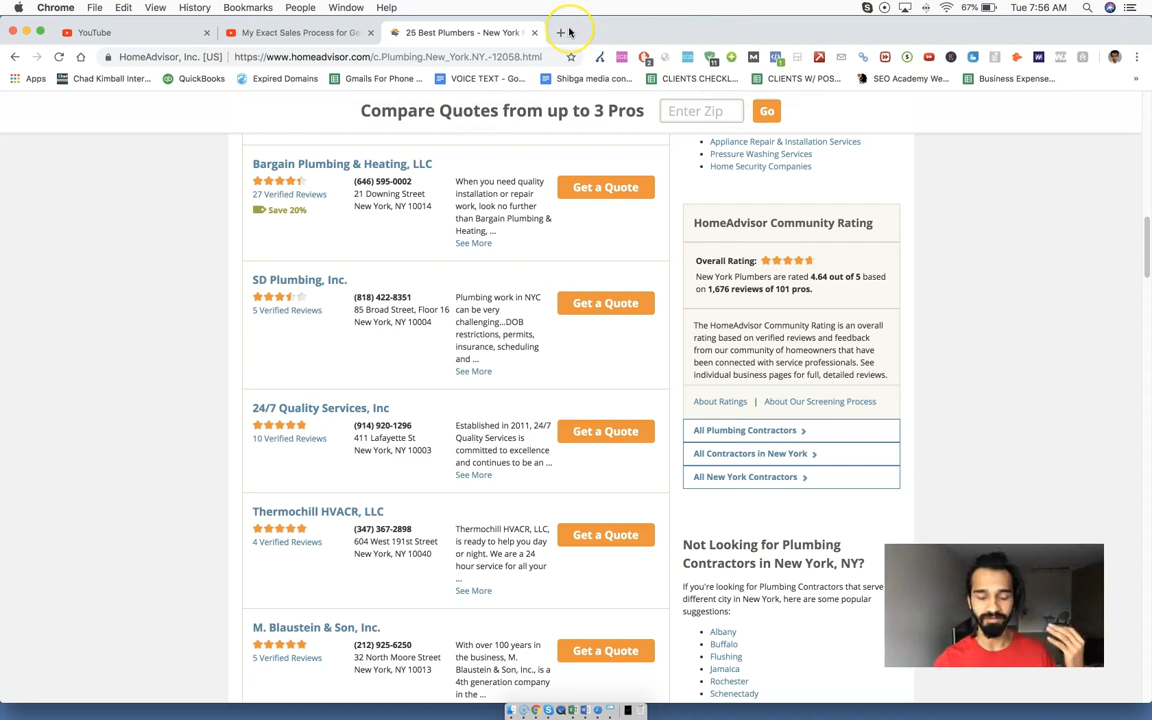 Chrome File Edit View History Bookmarks People Window Help 67% Tue 7:56 AM
YouTube My Exact Sales Process for Ge 25 Best Plumbers - New York
HomeAdvisor, Inc. [US] https://www.homeadvisor.com/c.Plumbing.New_York.NY.-12058.html
Apps Chad Kimball Inter... QuickBooks Expired Domains Gmails For Phone ... VOICE TEXT - Go... Shibga media con... CLIENTS CHECKL... CLIENTS W/ POS... SEO Academy We... Business Expense... »
Compare Quotes from up to 3 Pros Enter Zip Go
Appliance Repair & Installation Services
Pressure Washing Services
Home Security Companies
Bargain Plumbing & Heating, LLC
27 Verified Reviews
Save 20%
(646) 595-0002
21 Downing Street
New York, NY 10014
When you need quality
installation or repair
work, look no further
than Bargain Plumbing &
Heating, ...
See More
Get a Quote
SD Plumbing, Inc.
5 Verified Reviews
(818) 422-8351
85 Broad Street, Floor 16
New York, NY 10004
Plumbing work in NYC
can be very
challenging...DOB
restrictions, permits,
insurance, scheduling
and ...
See More
Get a Quote
24/7 Quality Services, Inc
10 Verified Reviews
(914) 920-1296
411 Lafayette St
New York, NY 10003
Established in 2011, 24/7
Quality Services is
committed to excellence
and continues to be an ...
See More
Get a Quote
Thermochill HVACR, LLC
4 Verified Reviews
(347) 367-2898
604 West 191st Street
New York, NY 10040
Thermochill HVACR, LLC,
is ready to help you day
or night. We are a 24
hour service for all your
...
See More
Get a Quote
M. Blaustein & Son, Inc.
5 Verified Reviews
(212) 925-6250
32 North Moore Street
New York, NY 10013
With over 100 years in
the business, M.
Blaustein & Son, Inc., is a
4th generation company
in the ...
Get a Quote
HomeAdvisor Community Rating
Overall Rating:
New York Plumbers are rated 4.64 out of 5 based
on 1,676 reviews of 101 pros.
The HomeAdvisor Community Rating is an overall
rating based on verified reviews and feedback
from our community of homeowners that have
been connected with service professionals. See
individual business pages for full, detailed reviews.
About Ratings | About Our Screening Process
All Plumbing Contractors
All Contractors in New York
All New York Contractors
Not Looking for Plumbing
Contractors in New York, NY?
If you're looking for Plumbing Contractors that serve
different city in New York, here are some popular
suggestions:
Albany
Buffalo
Flushing
Jamaica
Rochester
Schenectady